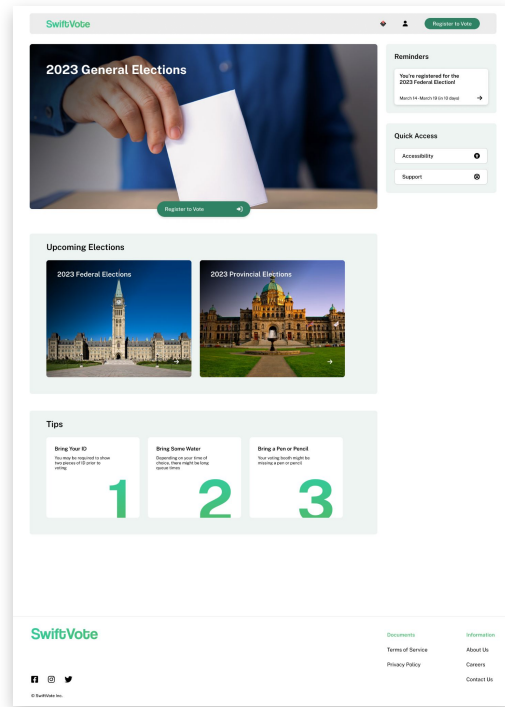 SwiftVote
Register to Vote
2023 General Elections
Register to Vote
Reminders
You're registered for the
2023 Federal Election!
March 14 - March 19 (in 10 days)
Quick Access
Accessibility
Support
Upcoming Elections
2023 Federal Elections
2023 Provincial Elections
Tips
Bring Your ID
You may be required to show
two pieces of ID prior to
voting
1
Bring Some Water
Depending on your time of
choice, there might be long
queue times
2
Bring a Pen or Pencil
Your voting booth might be
missing a pen or pencil
3
SwiftVote
© SwiftVote Inc.
Documents
Terms of Service
Privacy Policy
Information
About Us
Careers
Contact Us